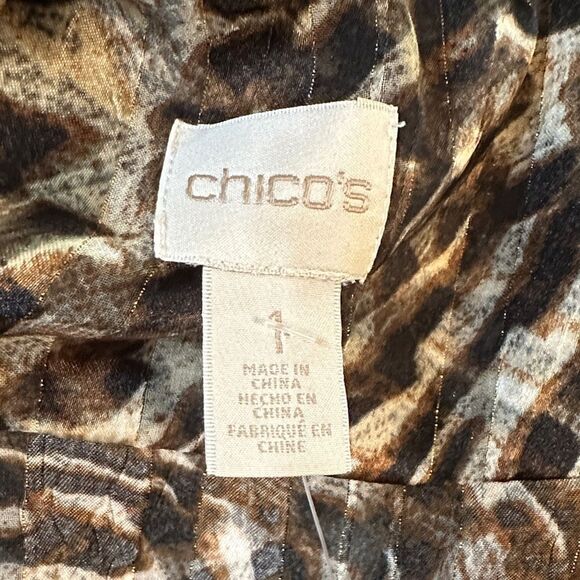 chico's
1
MADE IN
CHINA
HECHO EN
CHINA
FABRIQUÉ EN
CHINE